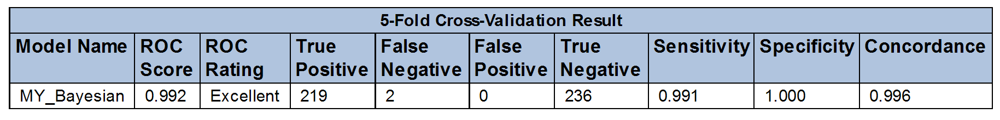 5-Fold Cross-Validation Result
Model Name ROC Score ROC Rating True Positive False Negative False Positive True Negative Sensitivity Specificity Concordance
MY_Bayesian 0.992 Excellent 219 2 0 236 0.991 1.000 0.996